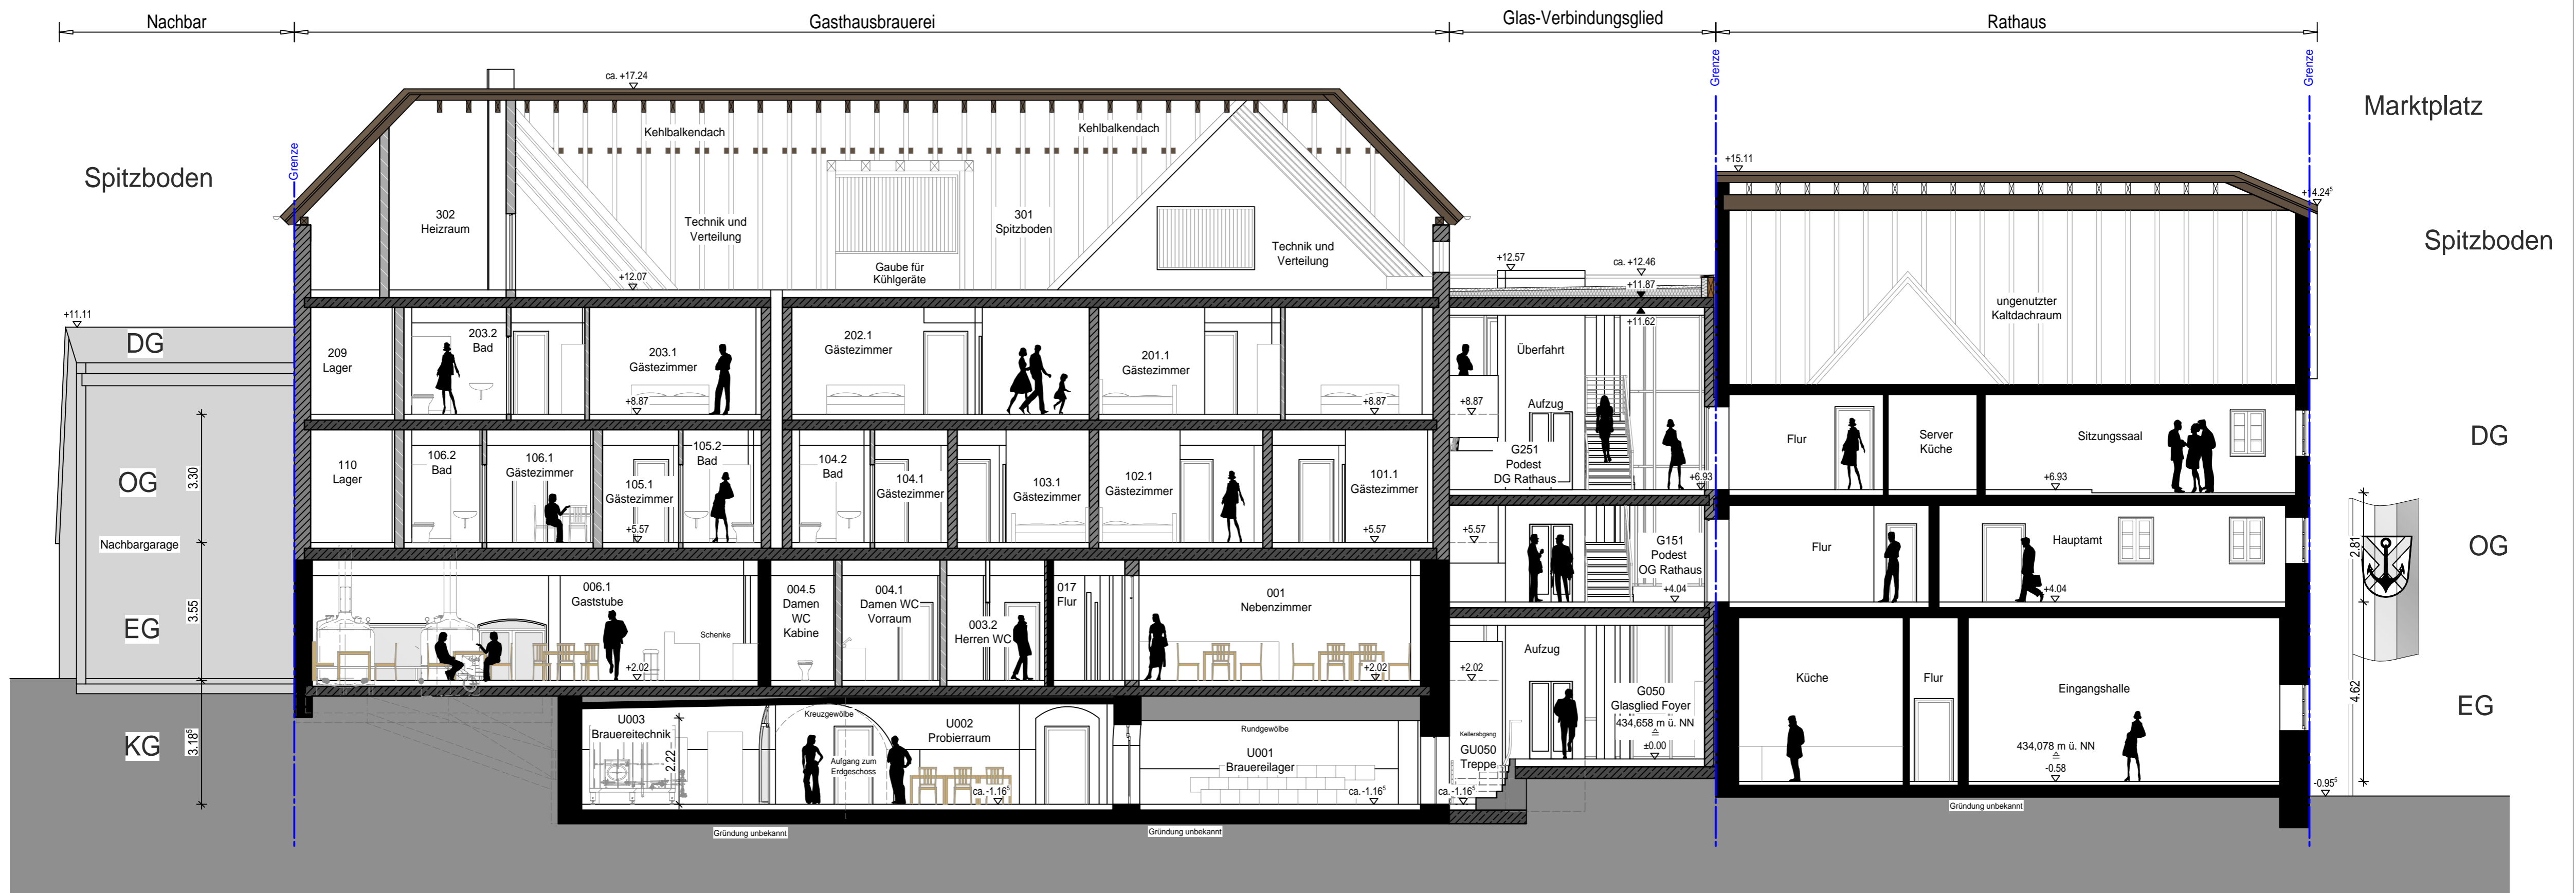 Nachbar
Gasthausbrauerei
Glas-Verbindungsglied
Rathaus
Grenze
Grenze
Grenze
Marktplatz
ca. +17.24
Kehlbalkendach
Kehlbalkendach
Spitzboden
+15.11
+14.24⁵
302
Heizraum
Technik und
Verteilung
301
Spitzboden
Gaube für
Kühlgeräte
Technik und
Verteilung
+12.07
Spitzboden
+12.57
ca. +12.46
+11.87
+11.62
ungenutzter
Kaltdachraum
+11.11
DG
209
Lager
203.2
Bad
203.1
Gästezimmer
+8.87
202.1
Gästezimmer
201.1
Gästezimmer
+8.87
+8.87
Überfahrt
Aufzug
G251
Podest
DG Rathaus
+6.93
Flur
Server
Küche
Sitzungssaal
+6.93
DG
OG
3.30
Nachbargarage
110
Lager
106.2
Bad
106.1
Gästezimmer
105.1
Gästezimmer
+5.57
105.2
Bad
104.2
Bad
104.1
Gästezimmer
103.1
Gästezimmer
102.1
Gästezimmer
101.1
Gästezimmer
+5.57
+5.57
G151
Podest
OG Rathaus
+4.04
Flur
Hauptamt
+4.04
2.81
OG
EG
3.55
006.1
Gaststube
Schenke
+2.02
004.5
Damen
WC
Kabine
004.1
Damen WC
Vorraum
003.2
Herren WC
017
Flur
001
Nebenzimmer
+2.02
+2.02
Aufzug
G050
Glasglied Foyer
434,658 m ü. NN
≙
±0.00
Küche
Flur
Eingangshalle
434,078 m ü. NN
≙
-0.58
4.62
EG
-0.95⁵
KG
3.18⁵
U003
Brauereitechnik
2.22
Kreuzgewölbe
Aufgang zum
Erdgeschoss
U002
Probierraum
ca. -1.16⁵
Rundgewölbe
U001
Brauereilager
ca. -1.16⁵
Kellerabgang
GU050
Treppe
ca. -1.16⁵
Gründung unbekannt
Gründung unbekannt
Gründung unbekannt